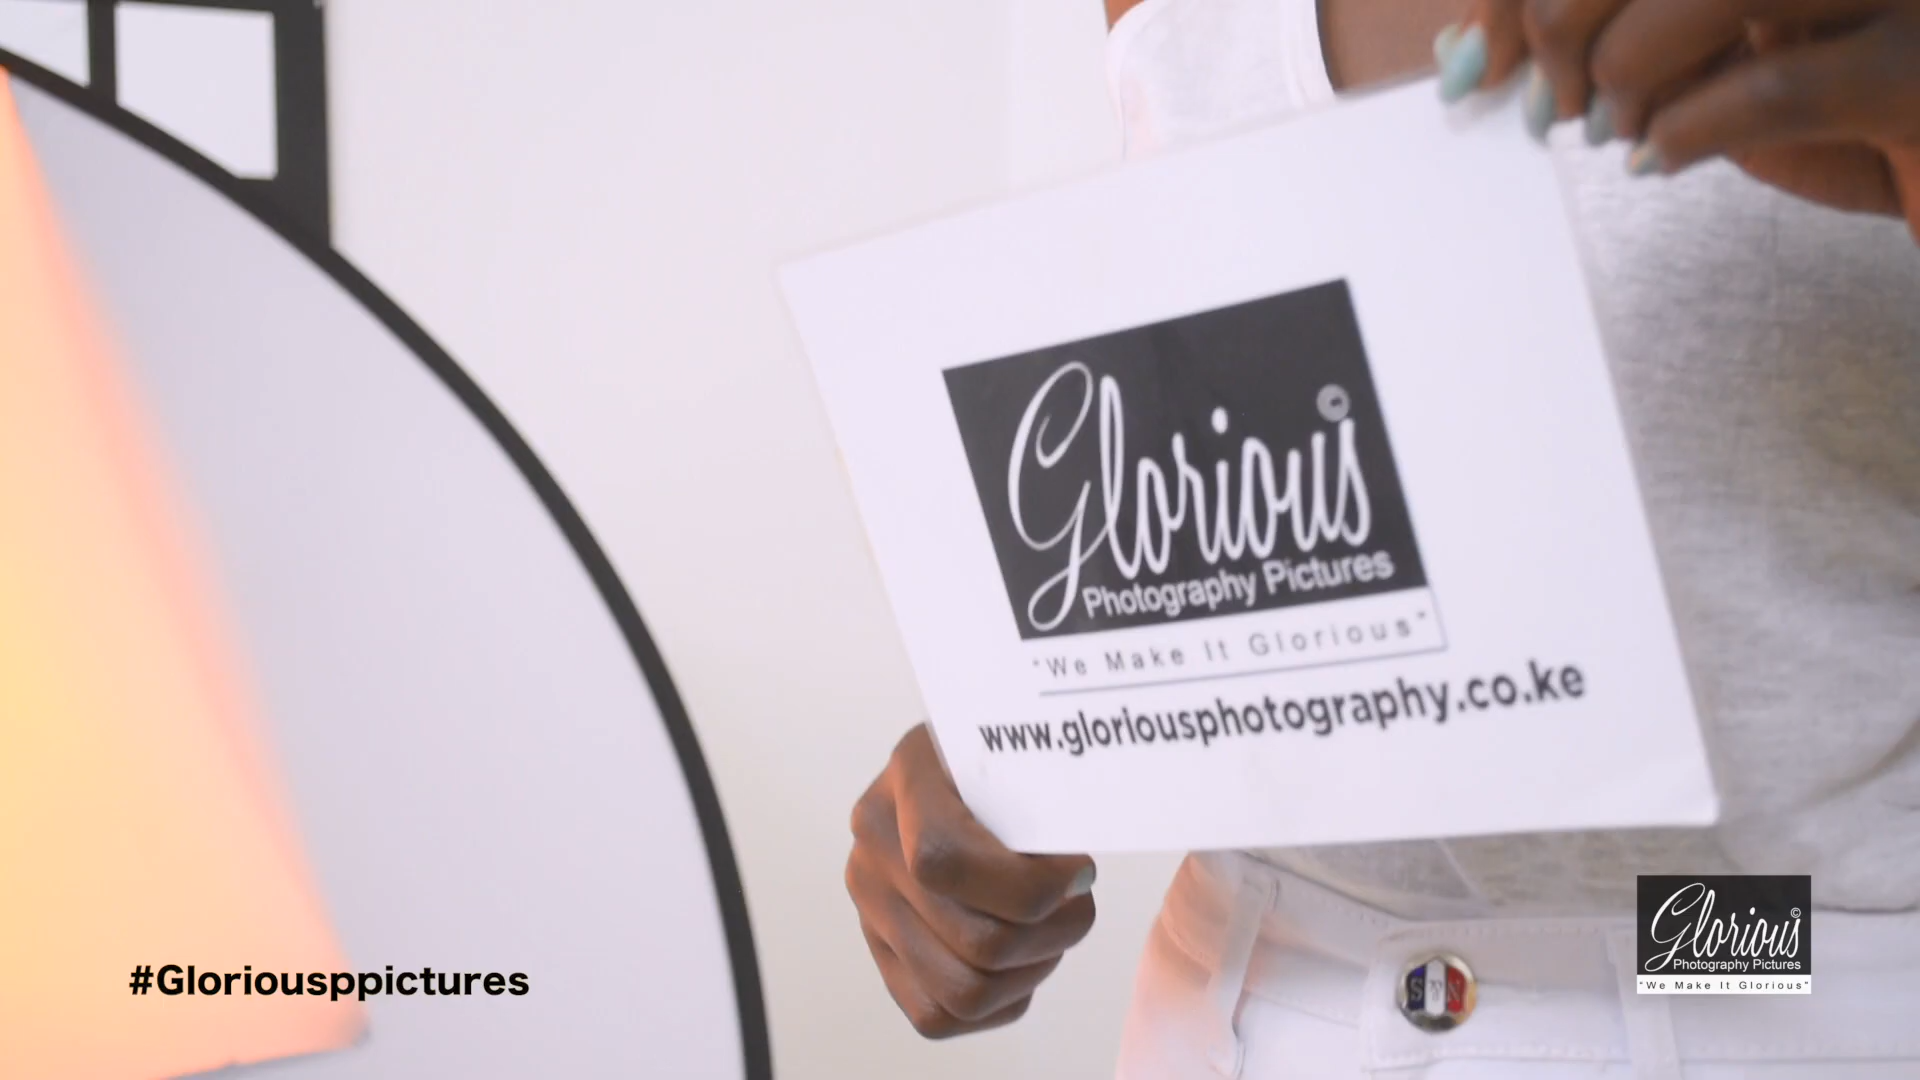 Glorious
©
Photography Pictures
"We Make It Glorious"
www.gloriousphotography.co.ke
#Gloriousppictures
Glorious
©
Photography Pictures
"We Make It Glorious"